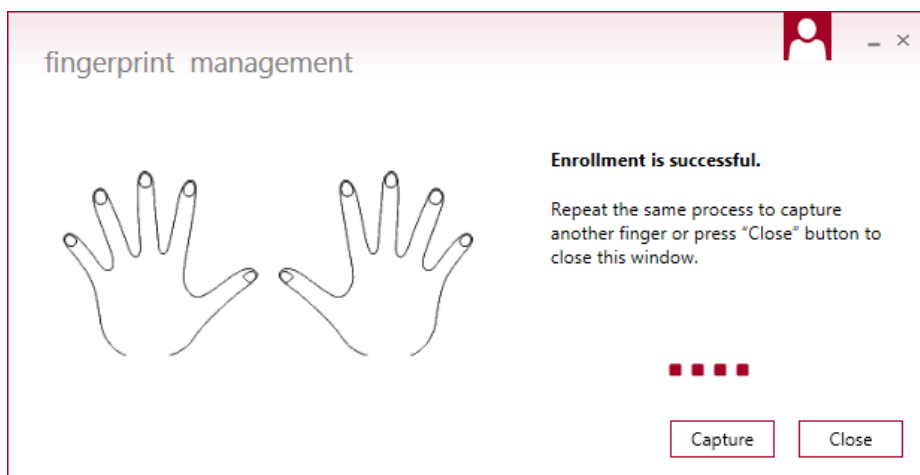 fingerprint management
Enrollment is successful.
Repeat the same process to capture
another finger or press “Close” button to
close this window.
Capture
Close